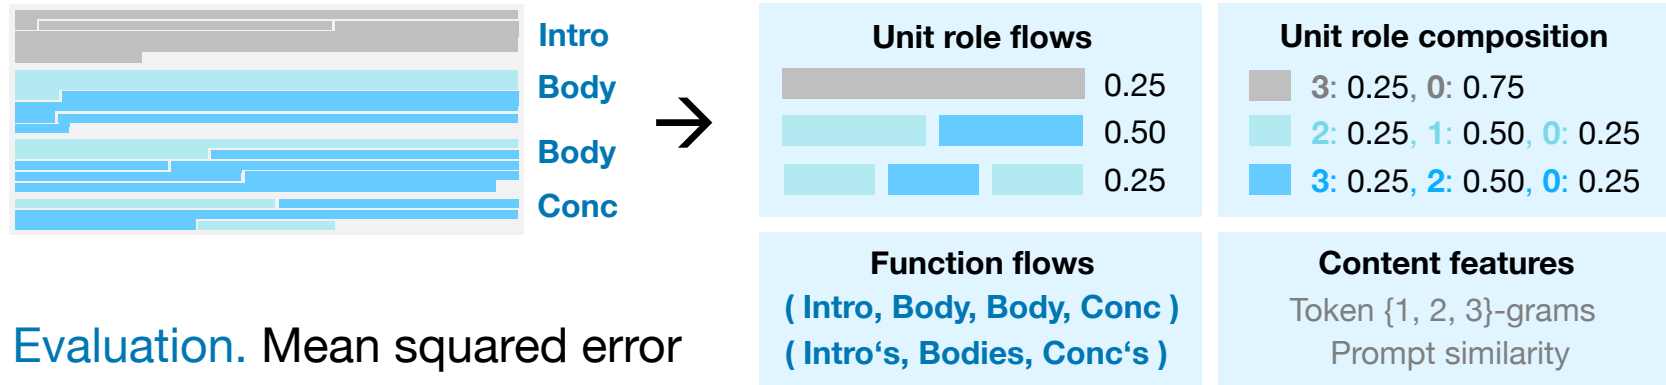 Intro
Body
Body
Conc
→
Unit role flows
0.25
0.50
0.25
Unit role composition
3: 0.25, 0: 0.75
2: 0.25, 1: 0.50, 0: 0.25
3: 0.25, 2: 0.50, 0: 0.25
Function flows
( Intro, Body, Body, Conc )
( Intro‘s, Bodies, Conc‘s )
Content features
Token {1, 2, 3}-grams
Prompt similarity
Evaluation. Mean squared error